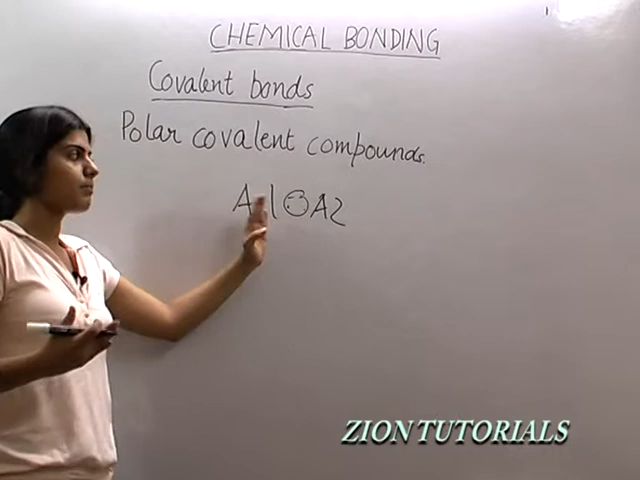 CHEMICAL BONDING
Covalent bonds
Polar covalent compounds.
A1 A2
ZION TUTORIALS